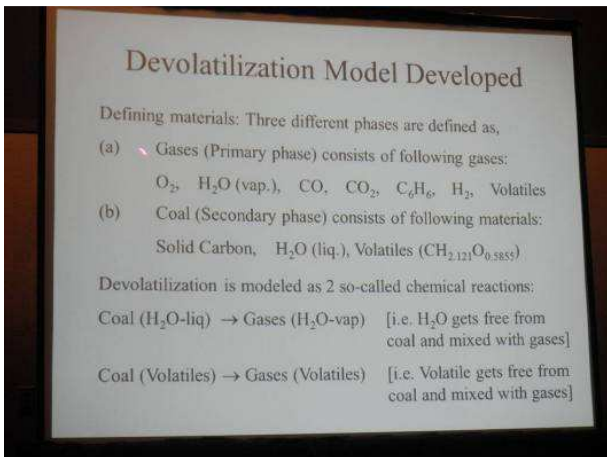 Devolatilization Model Developed
Defining materials: Three different phases are defined as,
(a) Gases (Primary phase) consists of following gases:
O₂, H₂O (vap.), CO, CO₂, C₆H₆, H₂, Volatiles
(b) Coal (Secondary phase) consists of following materials:
Solid Carbon, H₂O (liq.), Volatiles (CH₂.₁₂₁O₀.₅₈₅₅)
Devolatilization is modeled as 2 so-called chemical reactions:
Coal (H₂O-liq) → Gases (H₂O-vap) [i.e. H₂O gets free from
coal and mixed with gases]
Coal (Volatiles) → Gases (Volatiles) [i.e. Volatile gets free from
coal and mixed with gases]